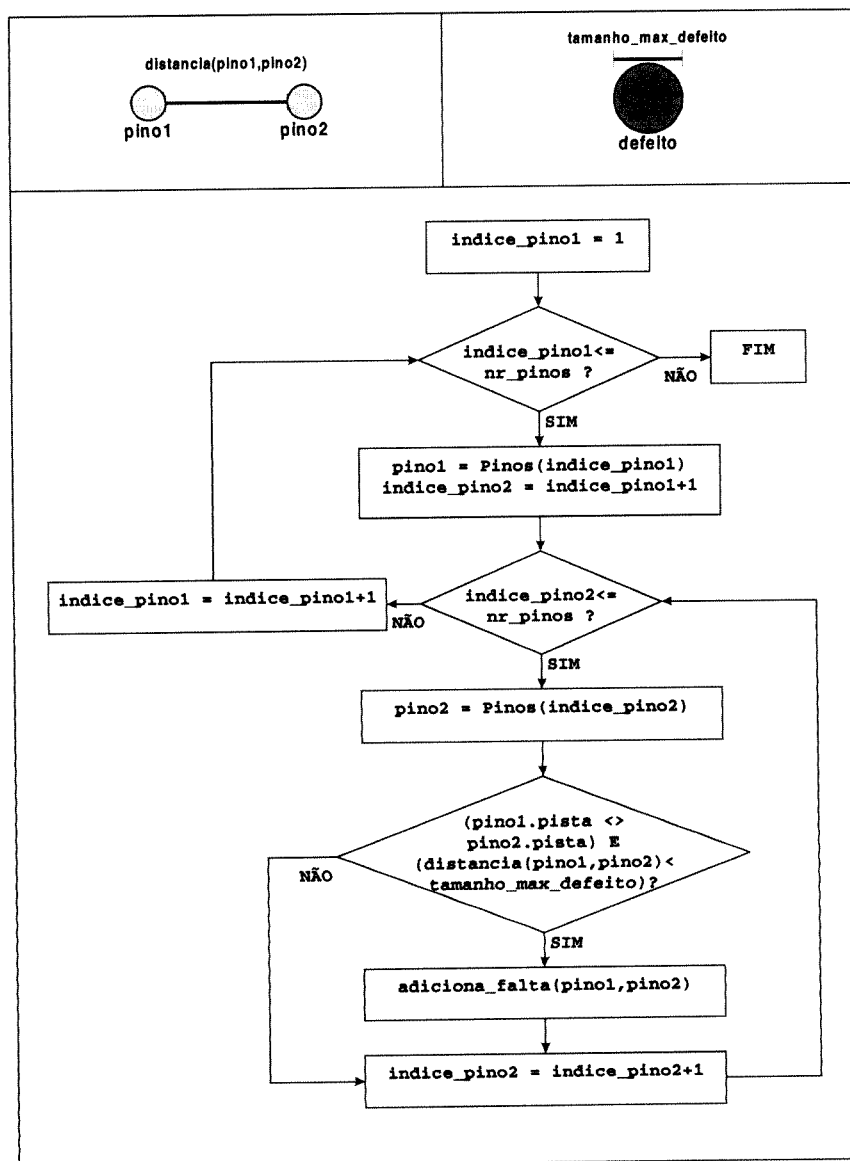 distancia(pino1,pino2)
pino1
pino2
tamanho_max_defeito
defeito
indice_pino1 = 1
indice_pino1<=
nr_pinos ?
NÃO
FIM
SIM
pino1 = Pinos(indice_pino1)
indice_pino2 = indice_pino1+1
indice_pino2<=
nr_pinos ?
NÃO
indice_pino1 = indice_pino1+1
SIM
pino2 = Pinos(indice_pino2)
(pino1.pista <>
pino2.pista) E
(distancia(pino1,pino2)<
tamanho_max_defeito)?
NÃO
SIM
adiciona_falta(pino1,pino2)
indice_pino2 = indice_pino2+1